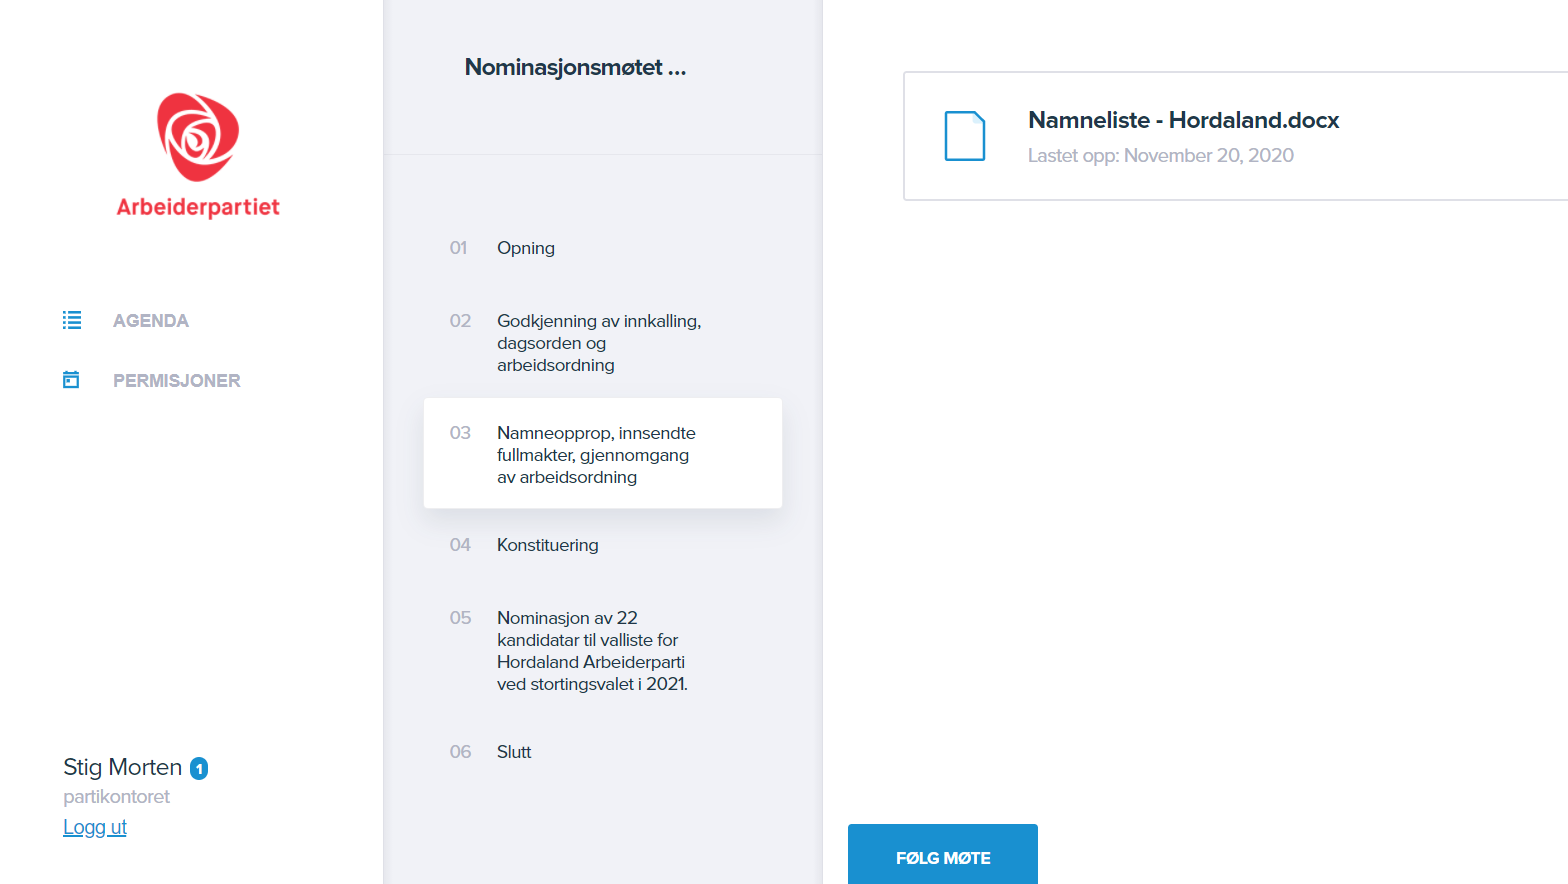 Arbeiderpartiet
AGENDA
PERMISJONER
Stig Morten 1
partikontoret
Logg ut
Nominasjonsmøtet ...
01 Opning
02 Godkjenning av innkalling,
dagsorden og
arbeidsordning
03 Namneopprop, innsendte
fullmakter, gjennomgang
av arbeidsordning
04 Konstituering
05 Nominasjon av 22
kandidatar til valliste for
Hordaland Arbeiderparti
ved stortingsvalet i 2021.
06 Slutt
Namneliste - Hordaland.docx
Lastet opp: November 20, 2020
FØLG MØTE